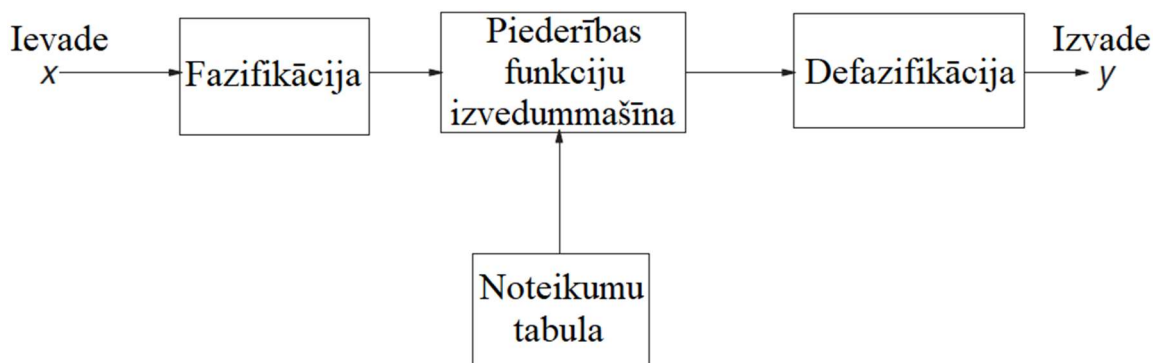 Ievade
x
Fazifikācija
Piederības
funkciju
izvedummašīna
Defazifikācija
Izvade
y
Noteikumu
tabula